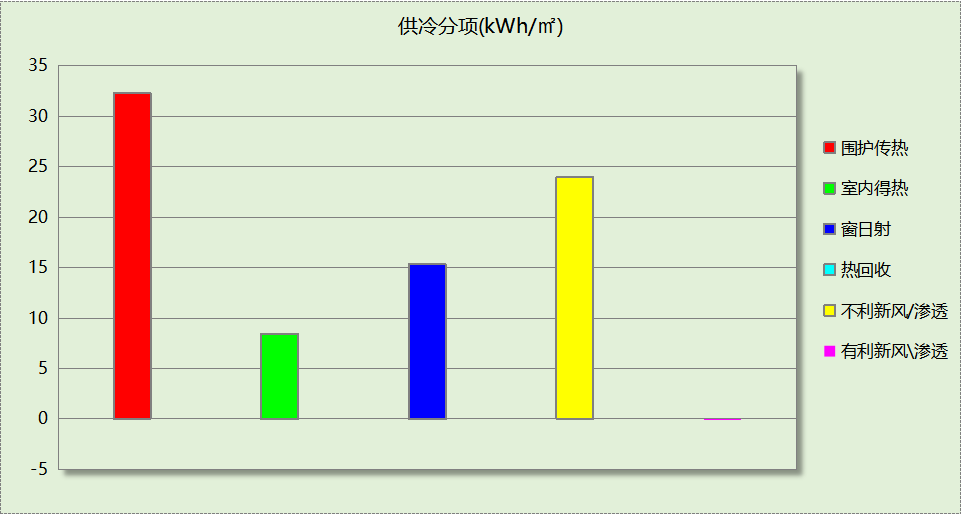 供冷分项(kWh/㎡)
35
30
25
20
15
10
5
0
-5
围护传热
室内得热
窗日射
热回收
不利新风/渗透
有利新风\渗透